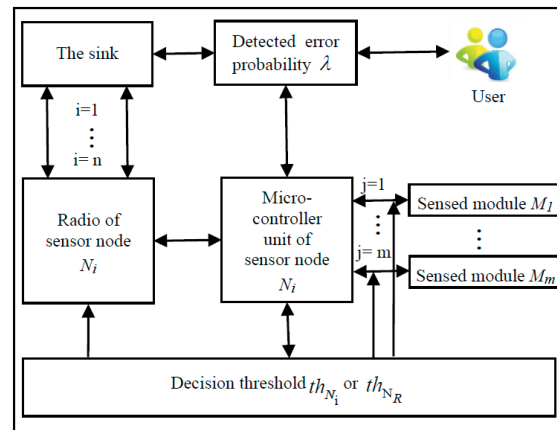 The sink
Detected error
probability λ
User
i=1
⋮
i= n
Radio of
sensor node
N_i
Micro-
controller
unit of
sensor node
N_i
j=1
⋮
j= m
Sensed module M_1
⋮
Sensed module M_m
Decision threshold th_{N_i} or th_{N_R}